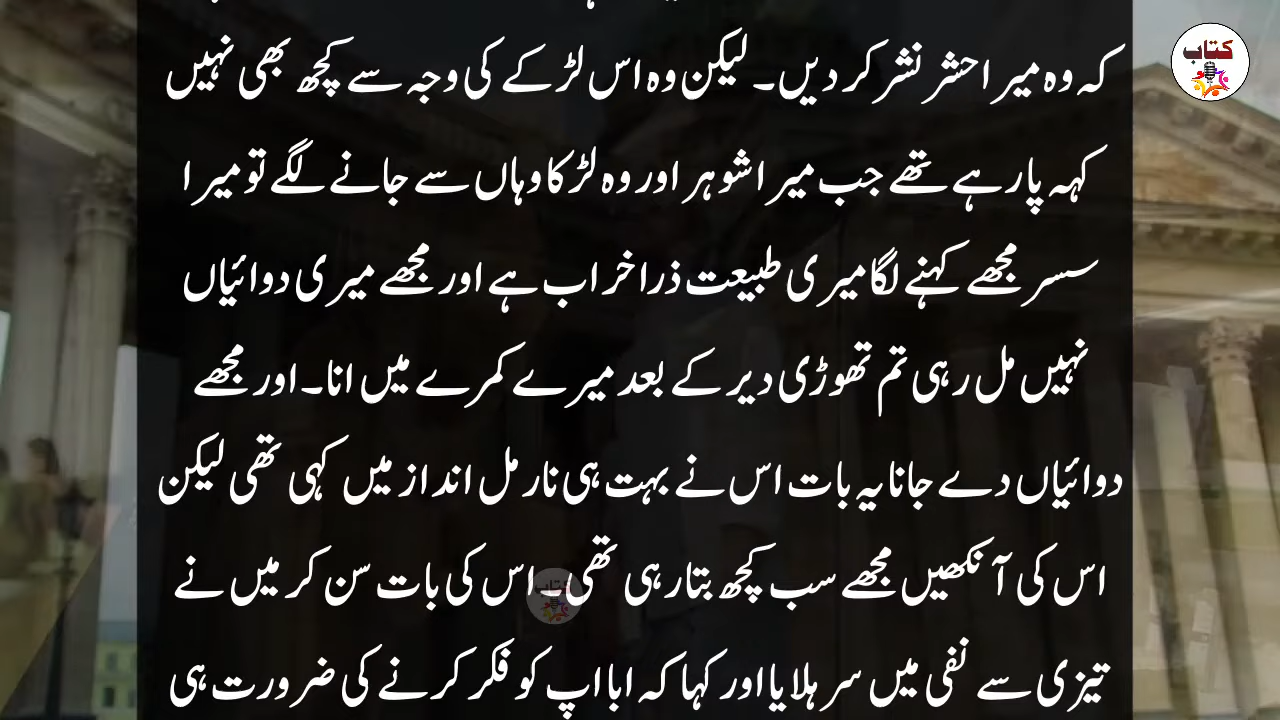 کہ وہ میرا حشر نشر کر دیں۔ لیکن وہ اس لڑکے کی وجہ سے کچھ بھی نہیں
کہہ پا رہے تھے جب میرا شوہر اور وہ لڑکا وہاں سے جانے لگے تو میرا
سسر مجھے کہنے لگا میری طبیعت ذرا خراب ہے اور مجھے میری دوائیاں
نہیں مل رہی تم تھوڑی دیر کے بعد میرے کمرے میں انا۔ اور مجھے
دوائیاں دے جانا یہ بات اس نے بہت ہی نارمل انداز میں کہی تھی لیکن
اس کی آنکھیں مجھے سب کچھ بتا رہی تھی۔ اس کی بات سن کر میں نے
تیزی سے نفی میں سر ہلایا اور کہا کہ ابا اپ کو فکر کرنے کی ضرورت ہی
کتاب
کتاب